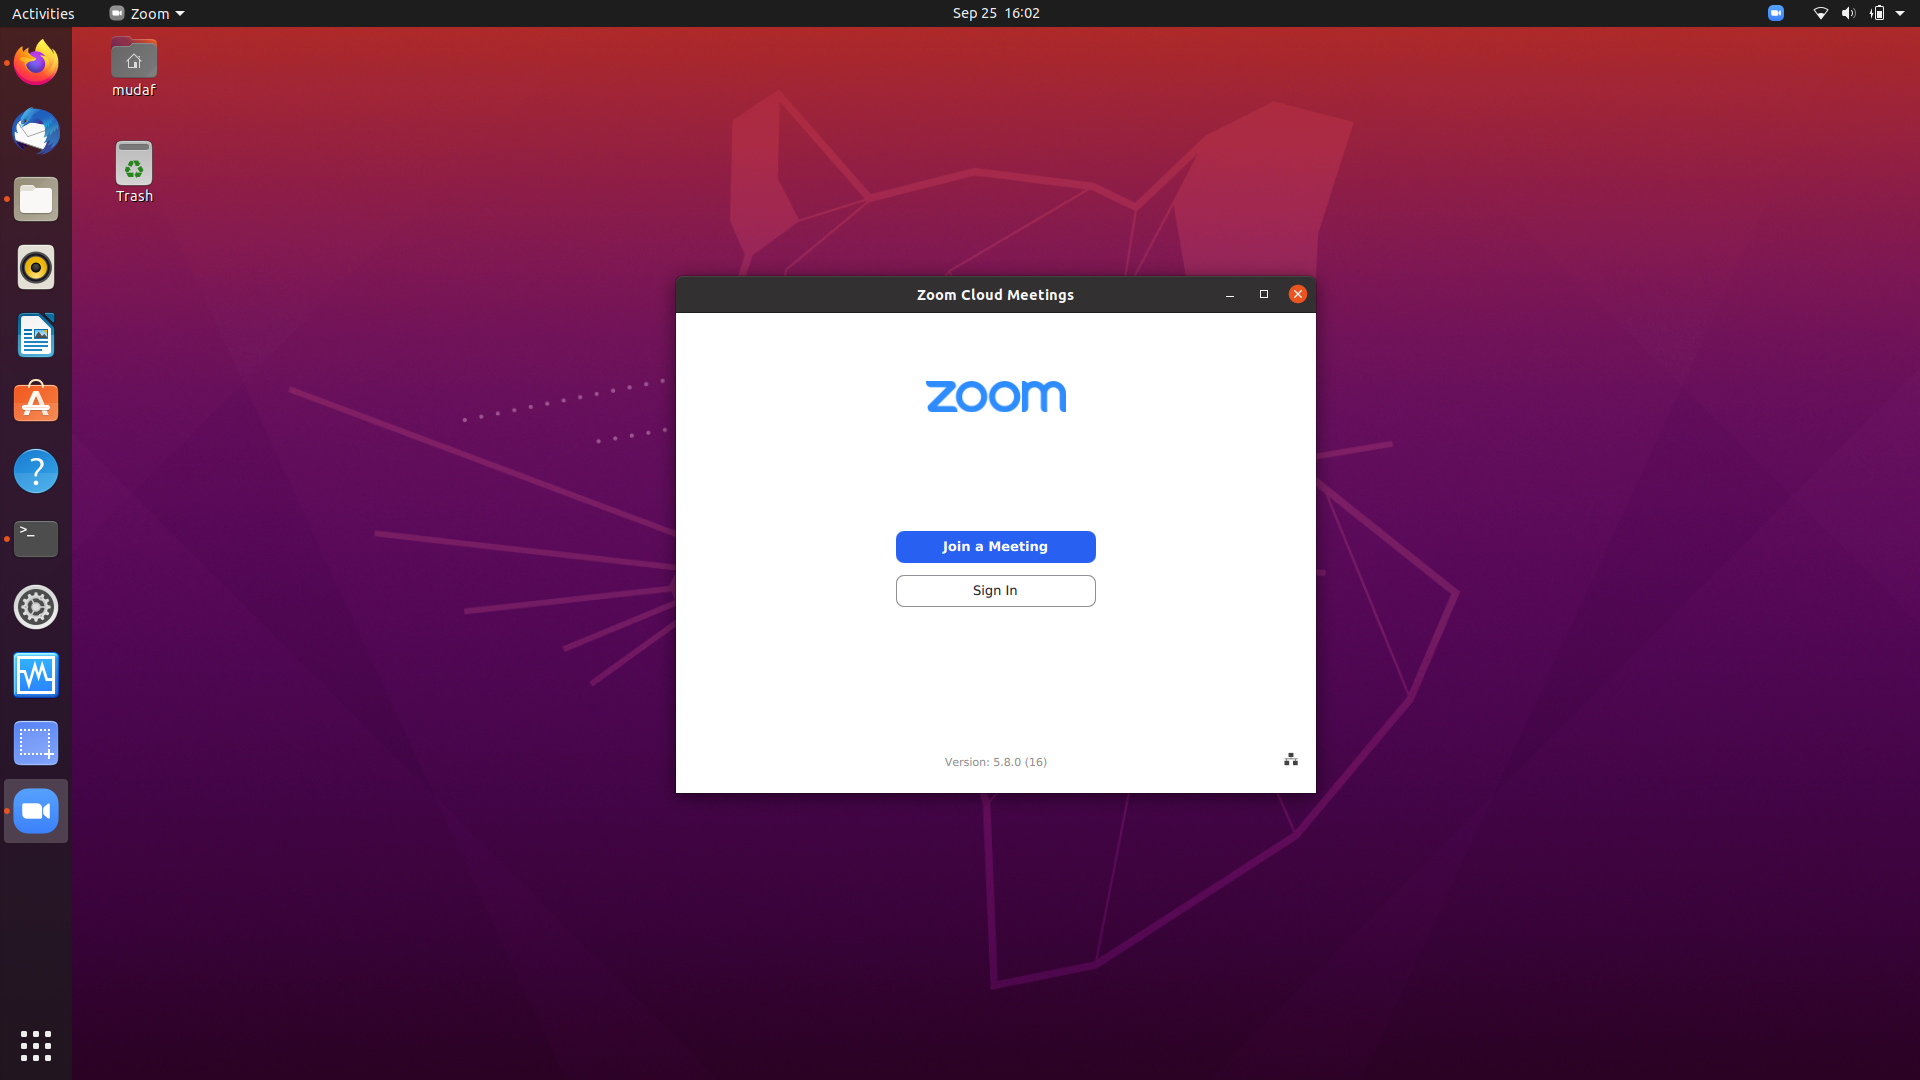 Activities
Zoom
Sep 25 16:02
mudaf
Trash
Zoom Cloud Meetings
zoom
Join a Meeting
Sign In
Version: 5.8.0 (16)